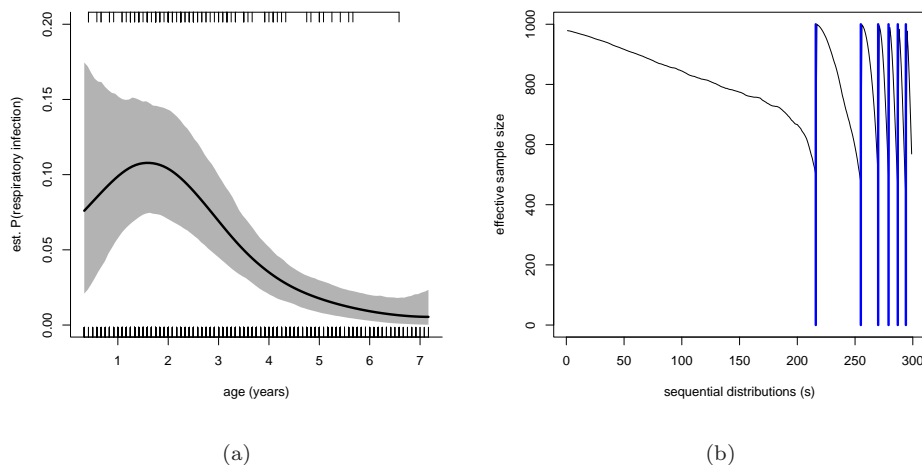 0.00 0.05 0.10 0.15 0.20
est. P(respiratory infection)
1 2 3 4 5 6 7
age (years)
(a)
0 200 400 600 800 1000
effective sample size
0 50 100 150 200 250 300
sequential distributions (s)
(b)